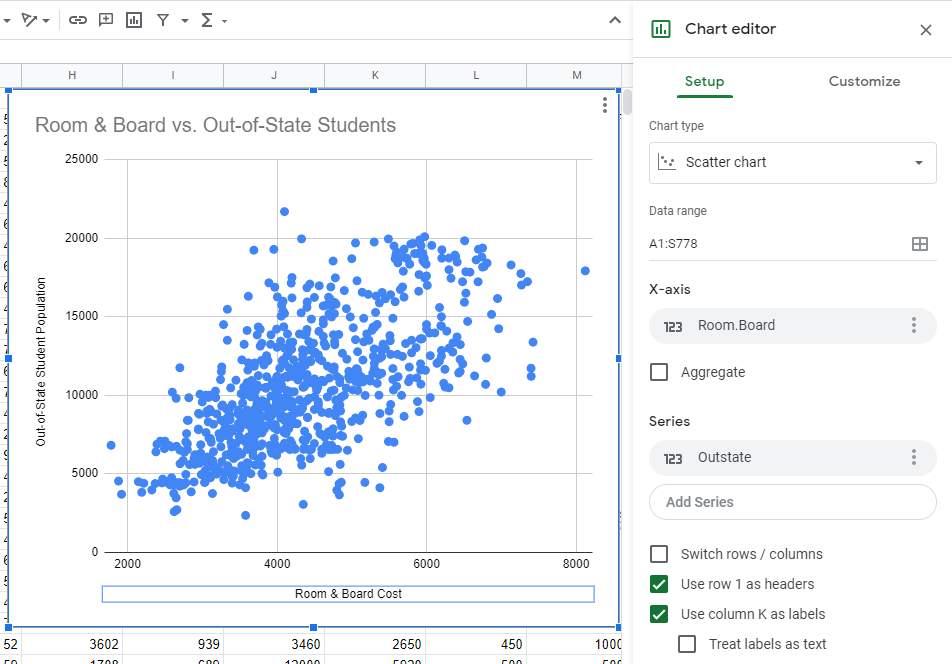 Chart editor
H I J K L M
Setup Customize
Room & Board vs. Out-of-State Students
Out-of-State Student Population
25000
20000
15000
10000
5000
0
2000 4000 6000 8000
Room & Board Cost
Chart type
Scatter chart
Data range
A1:S778
X-axis
123 Room.Board
Aggregate
Series
123 Outstate
Add Series
Switch rows / columns
Use row 1 as headers
Use column K as labels
Treat labels as text
52 3602 939 3460 2650 450 1000